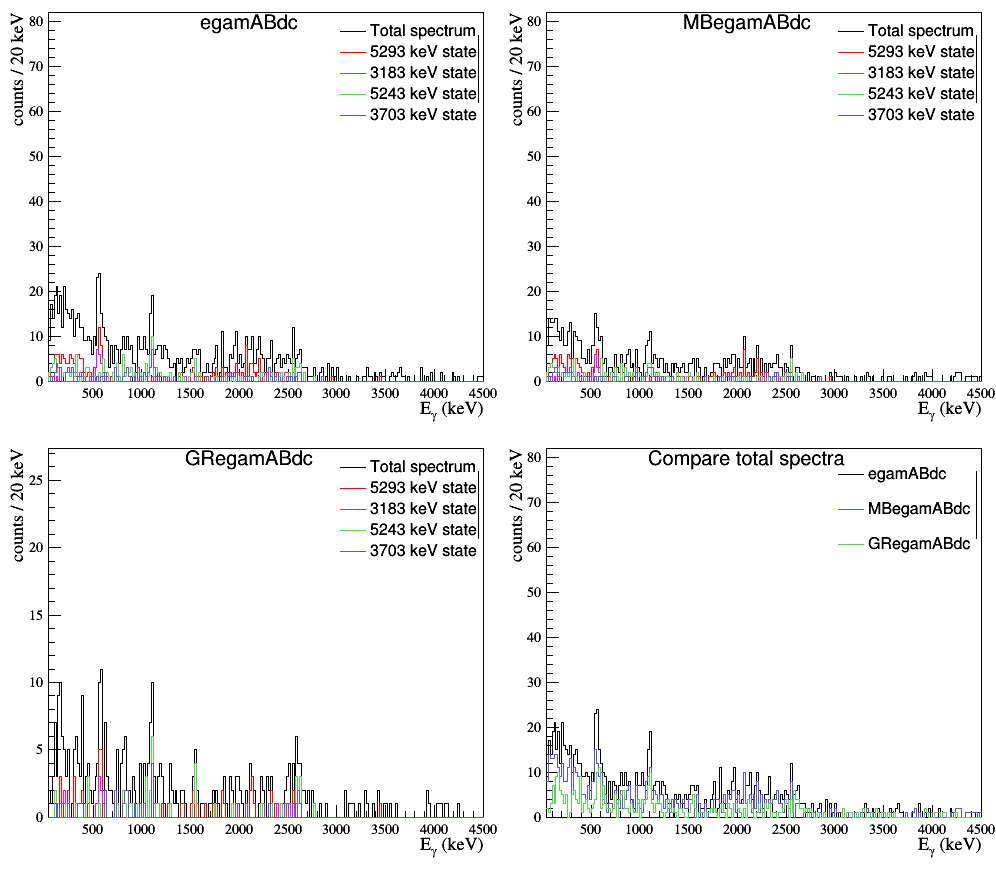 egamABdc
counts / 20 keV
Total spectrum
5293 keV state
3183 keV state
5243 keV state
3703 keV state
80
70
60
50
40
30
20
10
0
500 1000 1500 2000 2500 3000 3500 4000 4500
Eγ (keV)
MBegamABdc
counts / 20 keV
Total spectrum
5293 keV state
3183 keV state
5243 keV state
3703 keV state
80
70
60
50
40
30
20
10
0
500 1000 1500 2000 2500 3000 3500 4000 4500
Eγ (keV)
GRegamABdc
counts / 20 keV
Total spectrum
5293 keV state
3183 keV state
5243 keV state
3703 keV state
25
20
15
10
5
0
500 1000 1500 2000 2500 3000 3500 4000 4500
Eγ (keV)
Compare total spectra
counts / 20 keV
egamABdc
MBegamABdc
GRegamABdc
80
70
60
50
40
30
20
10
0
500 1000 1500 2000 2500 3000 3500 4000 4500
Eγ (keV)